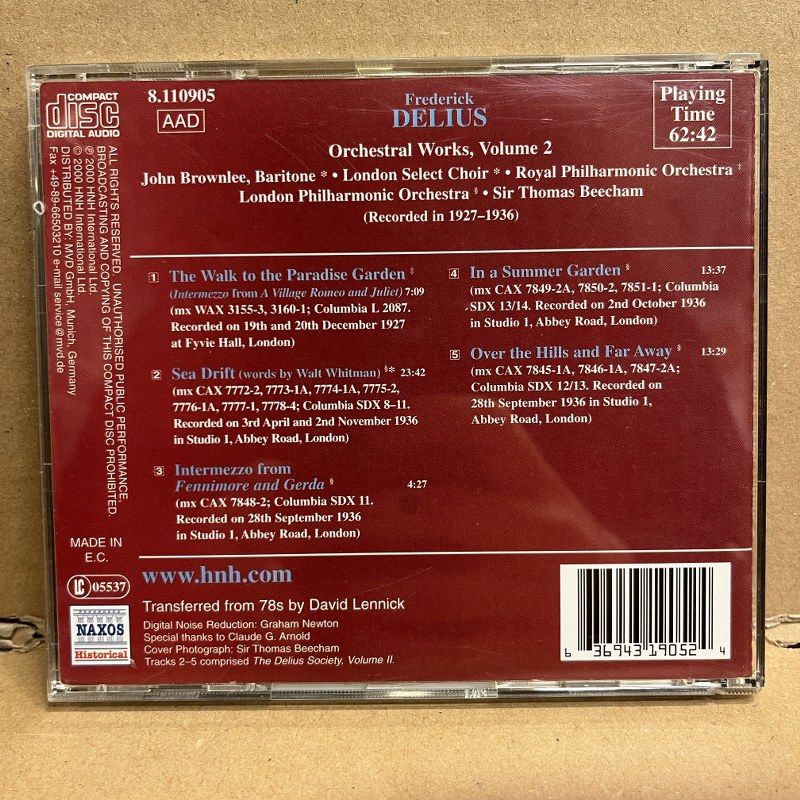 COMPACT
disc
DIGITAL AUDIO
8.110905
AAD
Frederick
DELIUS
Playing
Time
62:42
Orchestral Works, Volume 2
John Brownlee, Baritone * • London Select Choir * • Royal Philharmonic Orchestra ‡
London Philharmonic Orchestra § • Sir Thomas Beecham
(Recorded in 1927–1936)
1 The Walk to the Paradise Garden ‡
(Intermezzo from A Village Romeo and Juliet) 7:09
(mx WAX 3155-3, 3160-1; Columbia L 2087.
Recorded on 19th and 20th December 1927
at Fyvie Hall, London)
2 Sea Drift (words by Walt Whitman) §* 23:42
(mx CAX 7772-2, 7773-1A, 7774-1A, 7775-2,
7776-1A, 7777-1, 7778-4; Columbia SDX 8–11.
Recorded on 3rd April and 2nd November 1936
in Studio 1, Abbey Road, London)
3 Intermezzo from
Fennimore and Gerda § 4:27
(mx CAX 7848-2; Columbia SDX 11.
Recorded on 28th September 1936
in Studio 1, Abbey Road, London)
4 In a Summer Garden § 13:37
(mx CAX 7849-2A, 7850-2, 7851-1; Columbia
SDX 13/14. Recorded on 2nd October 1936
in Studio 1, Abbey Road, London)
5 Over the Hills and Far Away § 13:29
(mx CAX 7845-1A, 7846-1A, 7847-2A;
Columbia SDX 12/13. Recorded on
28th September 1936 in Studio 1,
Abbey Road, London)
ALL RIGHTS RESERVED. UNAUTHORISED PUBLIC PERFORMANCE,
BROADCASTING AND COPYING OF THIS COMPACT DISC PROHIBITED.
℗ 2000 HNH International Ltd.
© 2000 HNH International Ltd.
DISTRIBUTED BY: MVD GmbH, Munich, Germany
Fax +49-89-66503210 e-mail service@mvd.de
MADE IN
E.C.
LC 05537
NAXOS
Historical
www.hnh.com
Transferred from 78s by David Lennick
Digital Noise Reduction: Graham Newton
Special thanks to Claude G. Arnold
Cover Photograph: Sir Thomas Beecham
Tracks 2–5 comprised The Delius Society, Volume II.
6 36943 19052 4